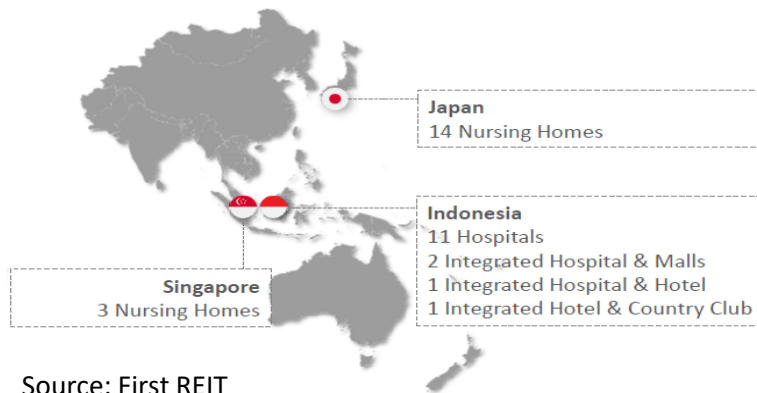 Japan
14 Nursing Homes
Indonesia
11 Hospitals
2 Integrated Hospital & Malls
1 Integrated Hospital & Hotel
1 Integrated Hotel & Country Club
Singapore
3 Nursing Homes
Source: First REIT